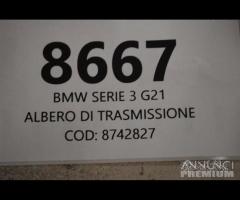 8667
BMW SERIE 3 G21
ALBERO DI TRASMISSIONE
COD: 8742827
ANNUNCI
PREMIUM